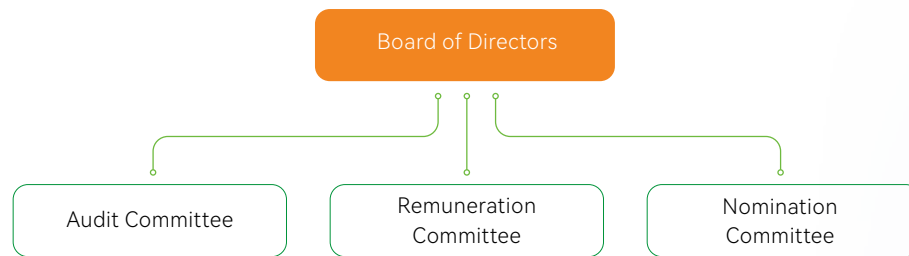 Board of Directors
Audit Committee
Remuneration
Committee
Nomination
Committee